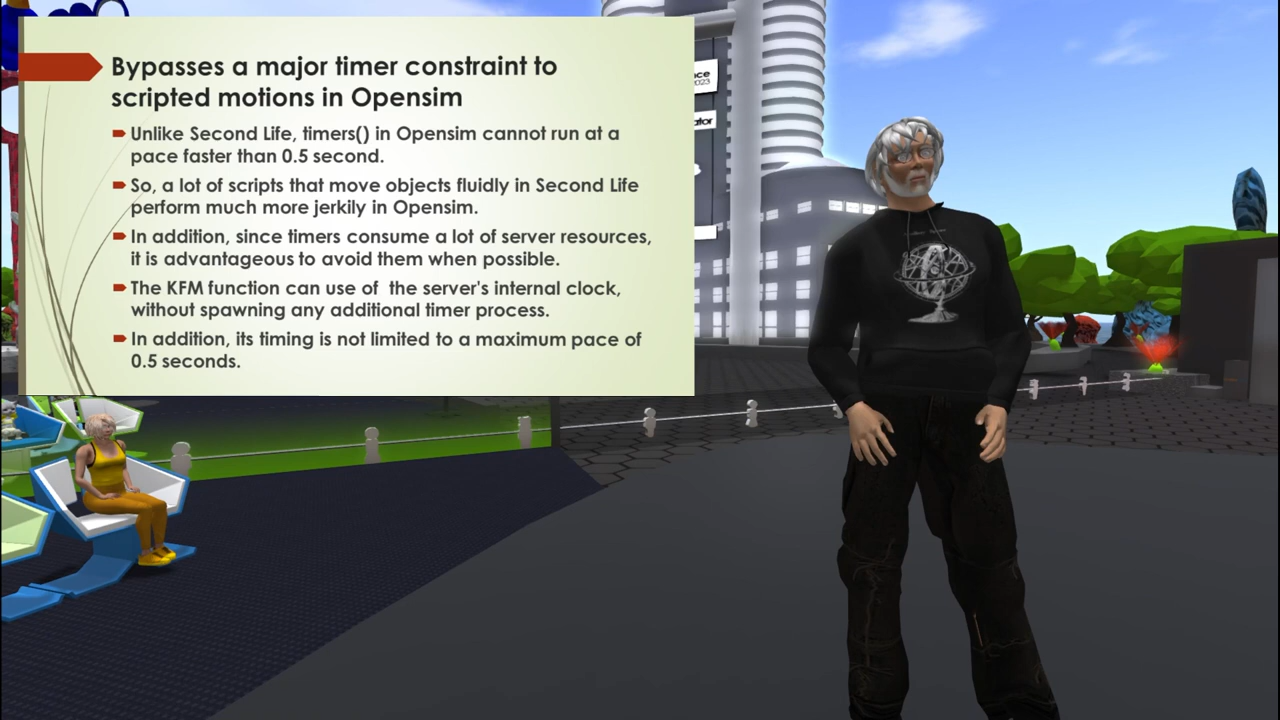 Bypasses a major timer constraint to
scripted motions in Opensim
Unlike Second Life, timers() in Opensim cannot run at a
pace faster than 0.5 second.
So, a lot of scripts that move objects fluidly in Second Life
perform much more jerkily in Opensim.
In addition, since timers consume a lot of server resources,
it is advantageous to avoid them when possible.
The KFM function can use of  the server's internal clock,
without spawning any additional timer process.
In addition, its timing is not limited to a maximum pace of
0.5 seconds.